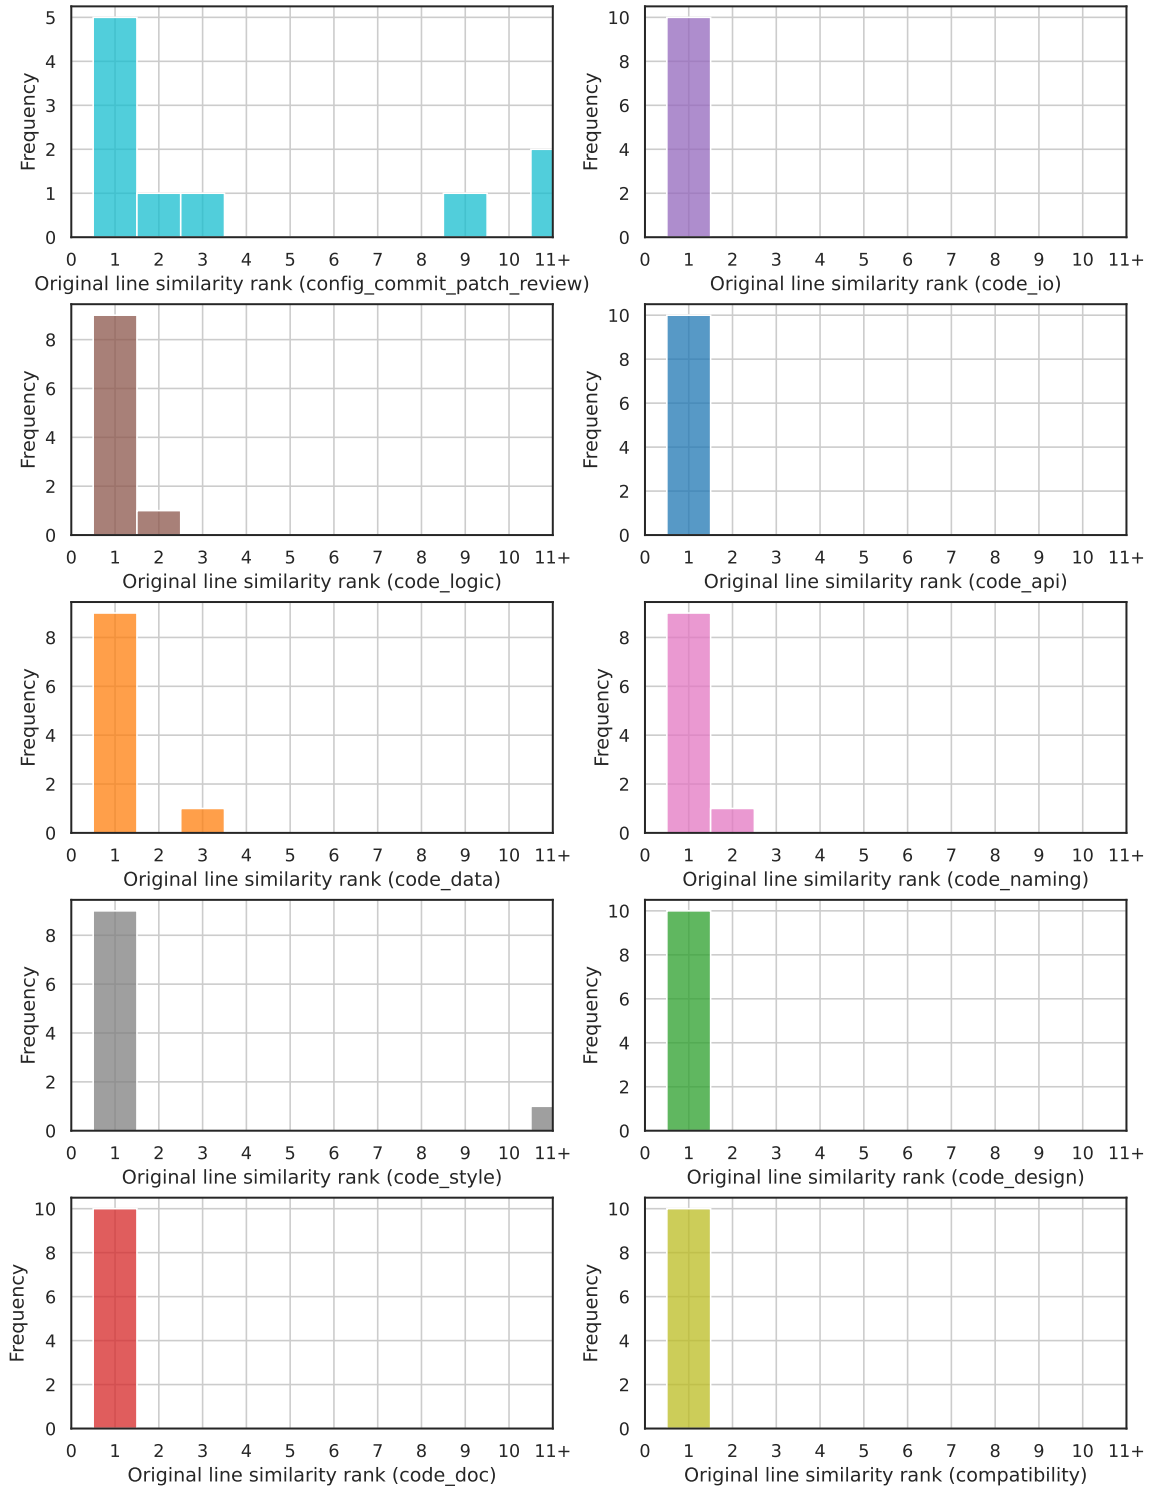 Frequency
5
4
3
2
1
0
0 1 2 3 4 5 6 7 8 9 10 11+
Original line similarity rank (config_commit_patch_review)
Frequency
10
8
6
4
2
0
0 1 2 3 4 5 6 7 8 9 10 11+
Original line similarity rank (code_io)
Frequency
8
6
4
2
0
0 1 2 3 4 5 6 7 8 9 10 11+
Original line similarity rank (code_logic)
Frequency
10
8
6
4
2
0
0 1 2 3 4 5 6 7 8 9 10 11+
Original line similarity rank (code_api)
Frequency
8
6
4
2
0
0 1 2 3 4 5 6 7 8 9 10 11+
Original line similarity rank (code_data)
Frequency
8
6
4
2
0
0 1 2 3 4 5 6 7 8 9 10 11+
Original line similarity rank (code_naming)
Frequency
8
6
4
2
0
0 1 2 3 4 5 6 7 8 9 10 11+
Original line similarity rank (code_style)
Frequency
10
8
6
4
2
0
0 1 2 3 4 5 6 7 8 9 10 11+
Original line similarity rank (code_design)
Frequency
10
8
6
4
2
0
0 1 2 3 4 5 6 7 8 9 10 11+
Original line similarity rank (code_doc)
Frequency
10
8
6
4
2
0
0 1 2 3 4 5 6 7 8 9 10 11+
Original line similarity rank (compatibility)